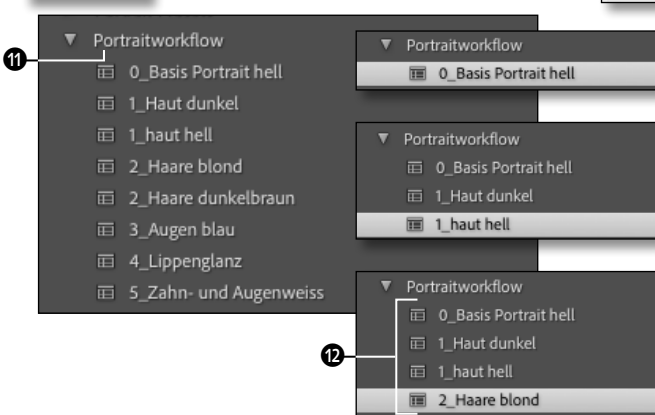 ⓫
Portraitworkflow
0_Basis Portrait hell
1_Haut dunkel
1_haut hell
2_Haare blond
2_Haare dunkelbraun
3_Augen blau
4_Lippenglanz
5_Zahn- und Augenweiss
Portraitworkflow
0_Basis Portrait hell
Portraitworkflow
0_Basis Portrait hell
1_Haut dunkel
1_haut hell
⓬
Portraitworkflow
0_Basis Portrait hell
1_Haut dunkel
1_haut hell
2_Haare blond